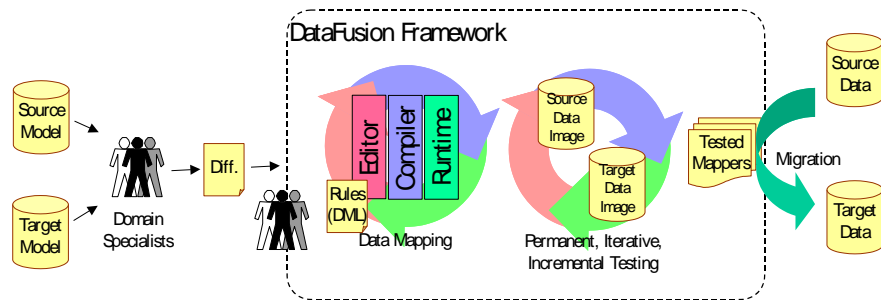 DataFusion Framework
Source
Model
Target
Model
Domain
Specialists
Diff.
Editor
Compiler
Runtime
Rules
(DML)
Data Mapping
Source
Data
Image
Target
Data
Image
Permanent, Iterative,
Incremental Testing
Tested
Mappers
Migration
Source
Data
Target
Data